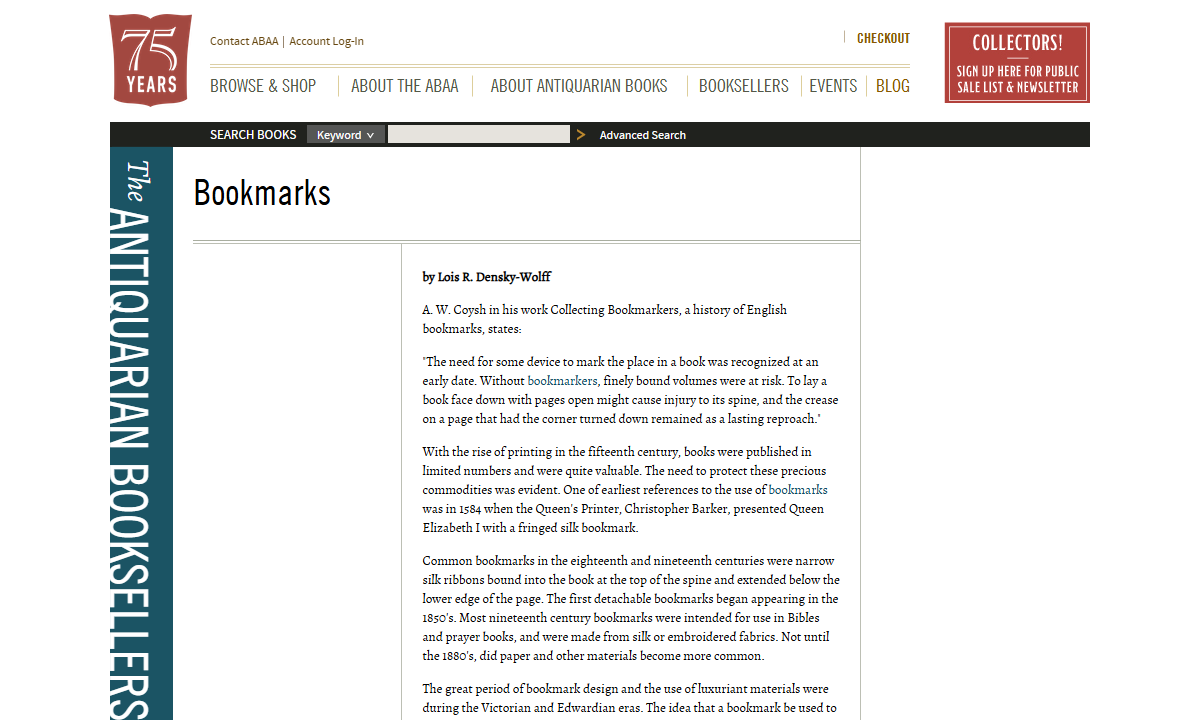 75
YEARS
Contact ABAA | Account Log-In
CHECKOUT
COLLECTORS!
SIGN UP HERE FOR PUBLIC
SALE LIST & NEWSLETTER
BROWSE & SHOP
ABOUT THE ABAA
ABOUT ANTIQUARIAN BOOKS
BOOKSELLERS
EVENTS
BLOG
SEARCH BOOKS
Keyword
Advanced Search
The ANTIQUARIAN BOOKSELLERS
Bookmarks
by Lois R. Densky-Wolff
A. W. Coysh in his work Collecting Bookmarkers, a history of English
bookmarks, states:
"The need for some device to mark the place in a book was recognized at an
early date. Without bookmarkers, finely bound volumes were at risk. To lay a
book face down with pages open might cause injury to its spine, and the crease
on a page that had the corner turned down remained as a lasting reproach."
With the rise of printing in the fifteenth century, books were published in
limited numbers and were quite valuable. The need to protect these precious
commodities was evident. One of earliest references to the use of bookmarks
was in 1584 when the Queen's Printer, Christopher Barker, presented Queen
Elizabeth I with a fringed silk bookmark.
Common bookmarks in the eighteenth and nineteenth centuries were narrow
silk ribbons bound into the book at the top of the spine and extended below the
lower edge of the page. The first detachable bookmarks began appearing in the
1850's. Most nineteenth century bookmarks were intended for use in Bibles
and prayer books, and were made from silk or embroidered fabrics. Not until
the 1880's, did paper and other materials become more common.
The great period of bookmark design and the use of luxuriant materials were
during the Victorian and Edwardian eras. The idea that a bookmark be used to